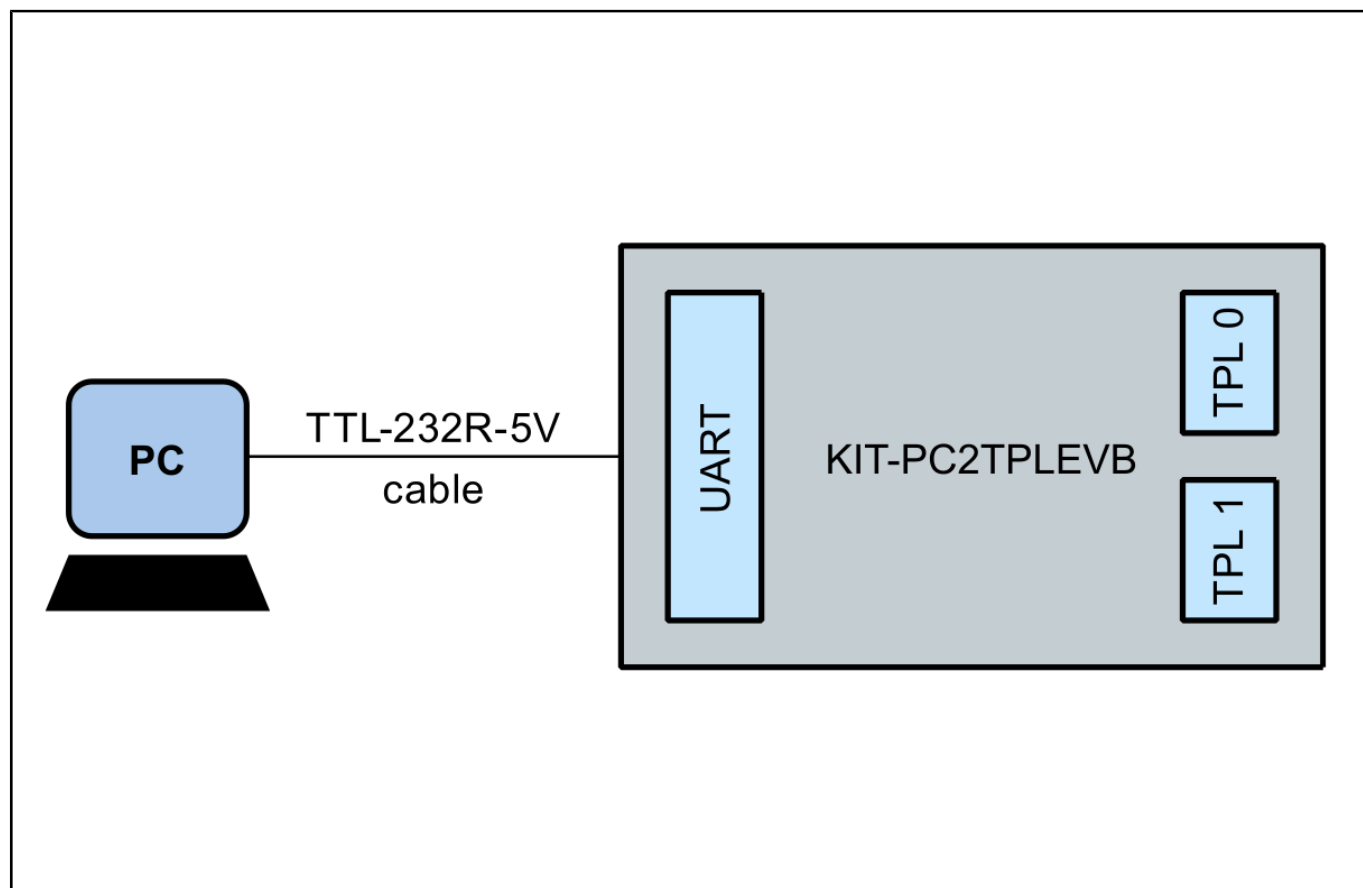 PC
TTL-232R-5V
cable
UART
KIT-PC2TPLEVB
TPL 0
TPL 1